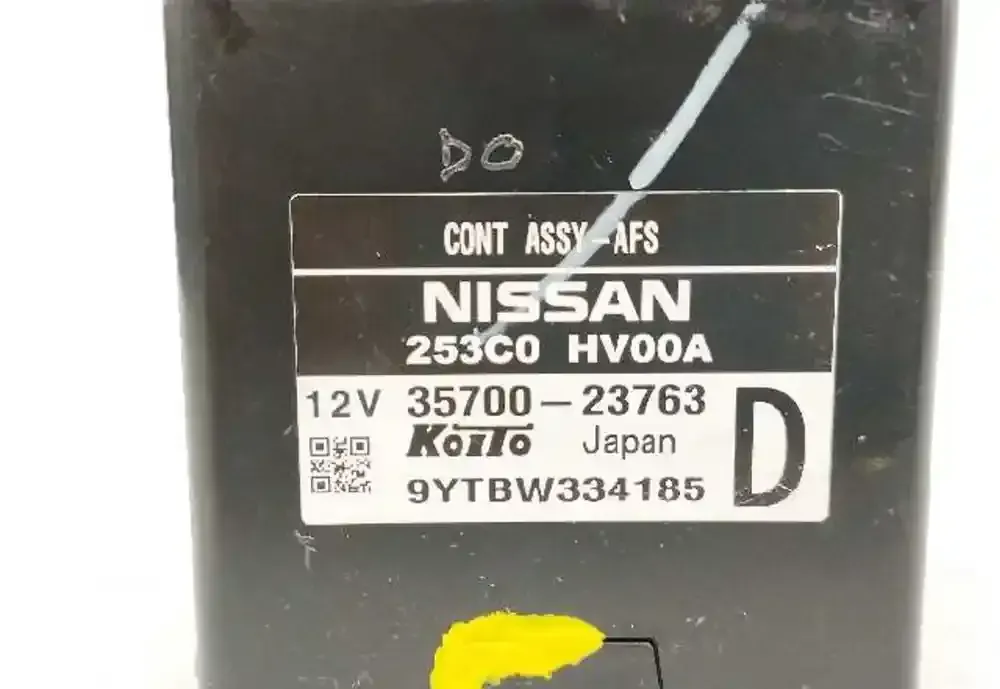 DO
CONT ASSY-AFS
NISSAN
253C0 HV00A
12V 35700-23763 D
KOITO Japan
9YTBW334185